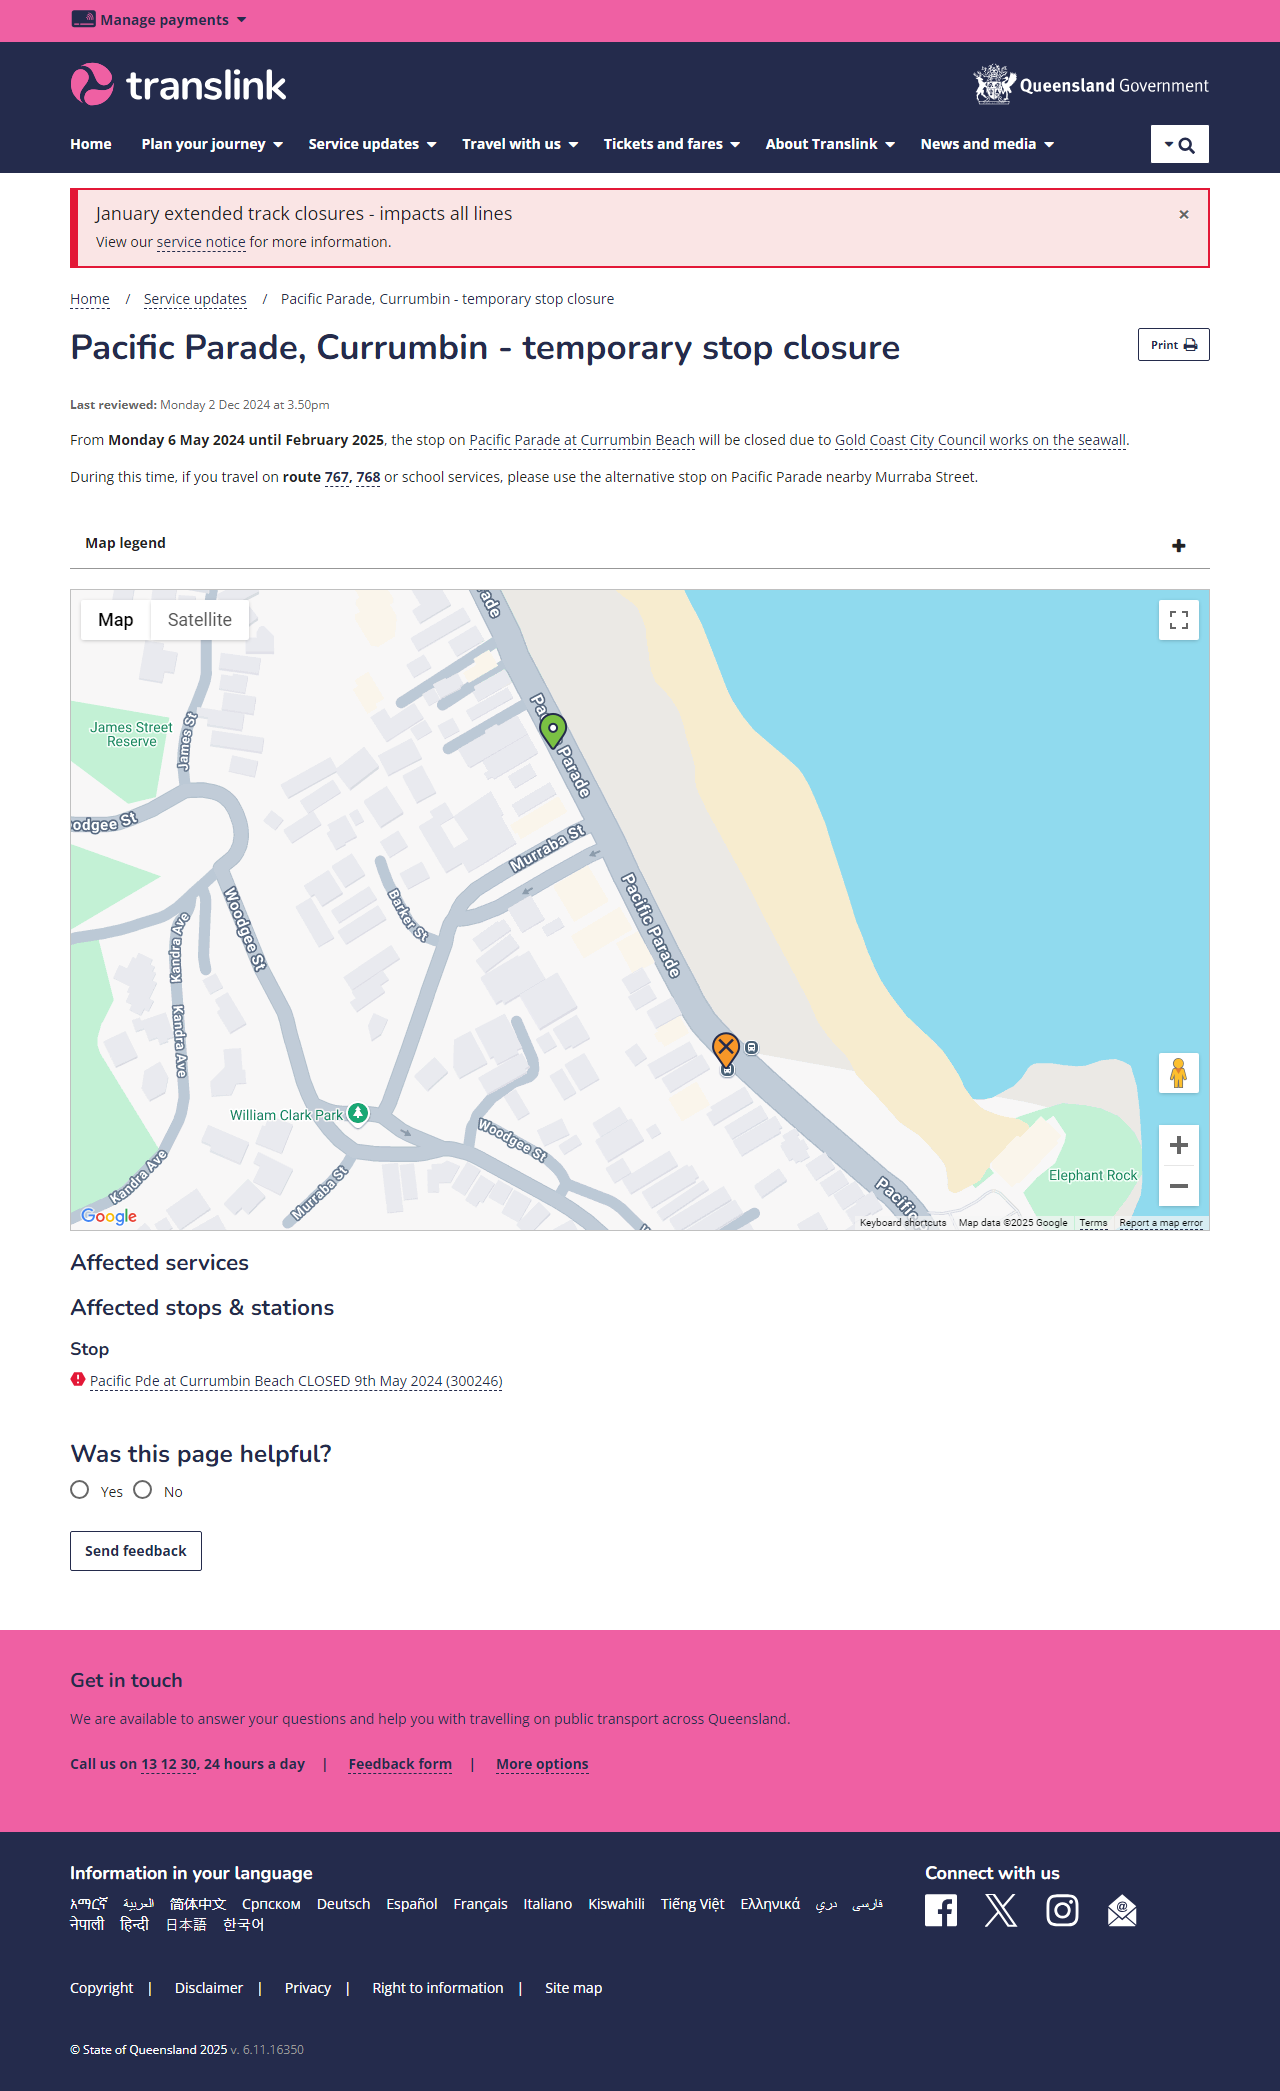 Manage payments
translink
Queensland Government
Home Plan your journey Service updates Travel with us Tickets and fares About Translink News and media
January extended track closures - impacts all lines
×
View our service notice for more information.
Home / Service updates / Pacific Parade, Currumbin - temporary stop closure
Pacific Parade, Currumbin - temporary stop closure
Print
Last reviewed: Monday 2 Dec 2024 at 3.50pm
From Monday 6 May 2024 until February 2025, the stop on Pacific Parade at Currumbin Beach will be closed due to Gold Coast City Council works on the seawall.
During this time, if you travel on route 767, 768 or school services, please use the alternative stop on Pacific Parade nearby Murraba Street.
Map legend
Map Satellite
James Street
Reserve
James St
Parade
odgee St
Murraba St
Barker St
Pacific Parade
Woodgee St
Kandra Ave
Kandra Ave
William Clark Park
Woodgee St
Kandra Ave
Murraba St
Pacific
Elephant Rock
Google
Keyboard shortcuts Map data ©2025 Google Terms Report a map error
Affected services
Affected stops & stations
Stop
Pacific Pde at Currumbin Beach CLOSED 9th May 2024 (300246)
Was this page helpful?
Yes No
Send feedback
Get in touch
We are available to answer your questions and help you with travelling on public transport across Queensland.
Call us on 13 12 30, 24 hours a day | Feedback form | More options
Information in your language
Connect with us
አማርኛ العربية 简体中文 Српском Deutsch Español Français Italiano Kiswahili Tiếng Việt Ελληνικά دري فارسی
नेपाली हिन्दी 日本語 한국어
Copyright | Disclaimer | Privacy | Right to information | Site map
© State of Queensland 2025 v. 6.11.16350